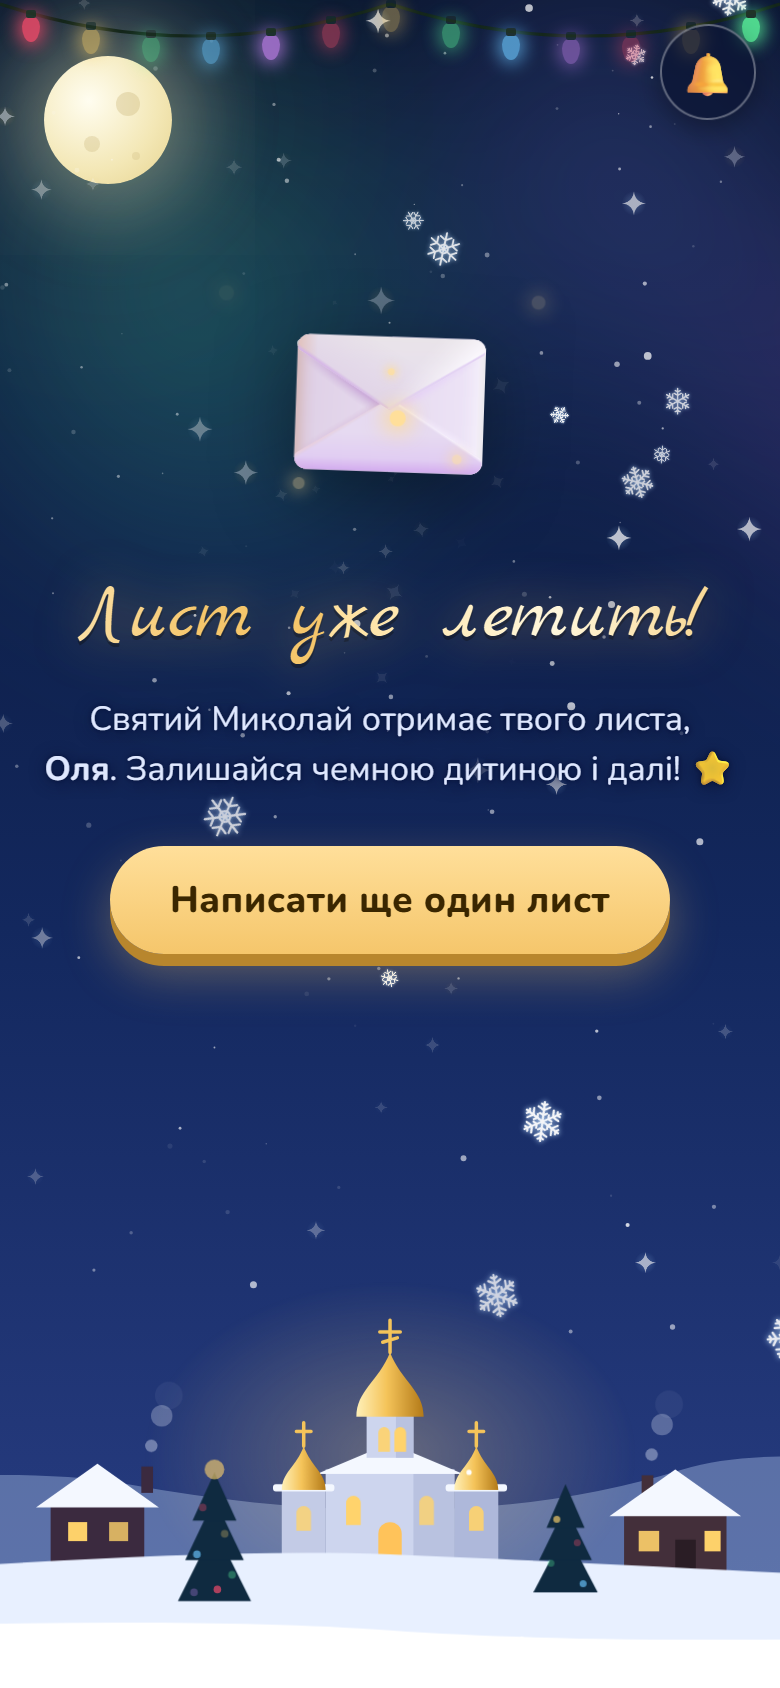 Лист уже летить!
Святий Миколай отримає твого листа,
Оля. Залишайся чемною дитиною і далі! ⭐
Написати ще один лист